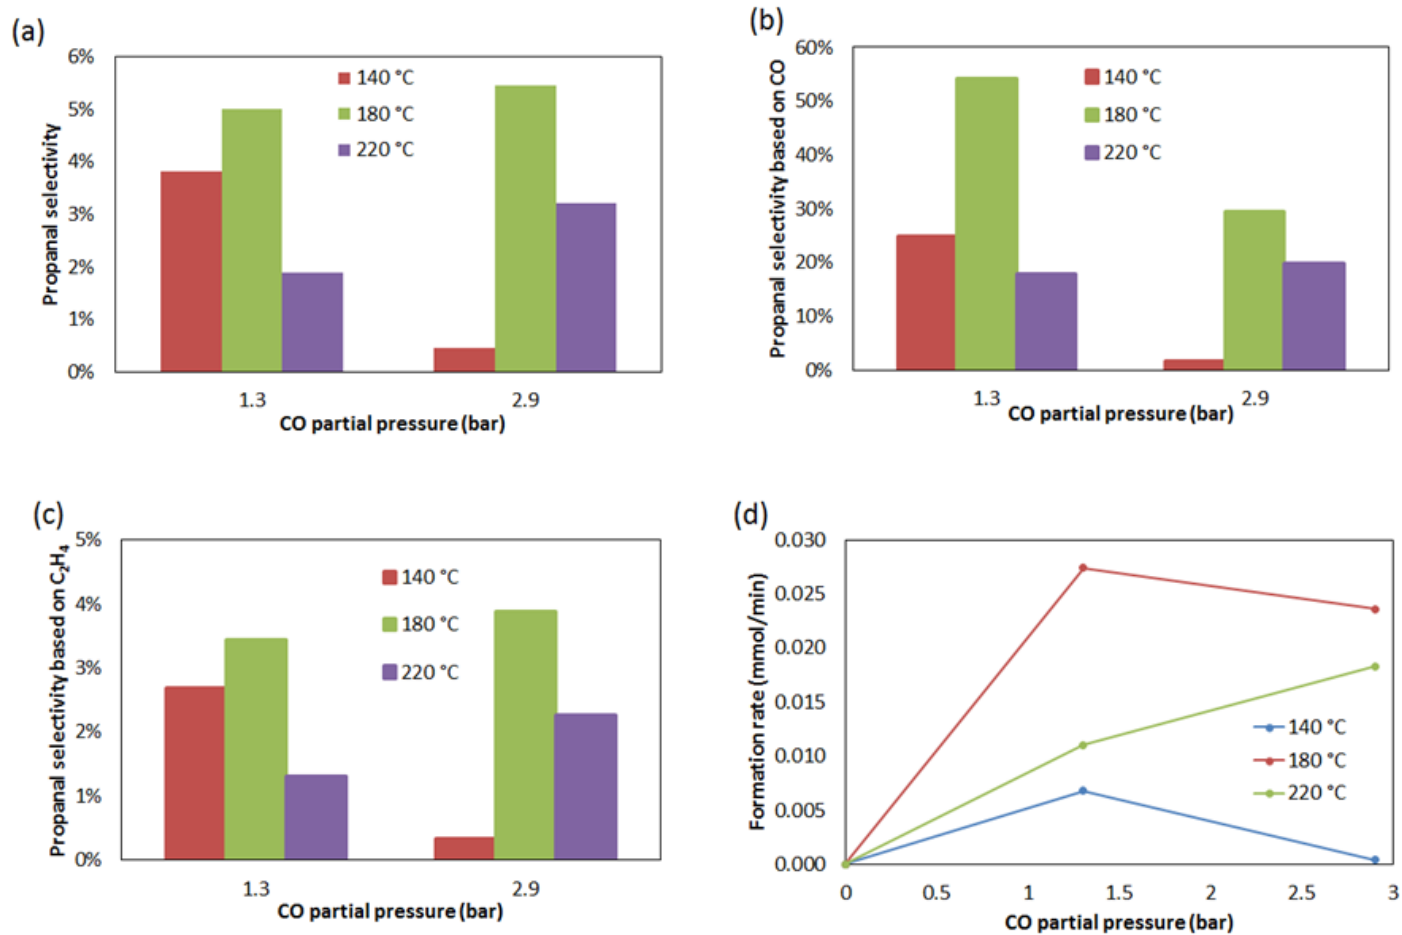 (a)
Propanal selectivity
6%
5%
4%
3%
2%
1%
0%
140 °C
180 °C
220 °C
1.3
2.9
CO partial pressure (bar)
(b)
Propanal selectivity based on CO
60%
50%
40%
30%
20%
10%
0%
140 °C
180 °C
220 °C
1.3
2.9
CO partial pressure (bar)
(c)
Propanal selectivity based on C₂H₄
5%
4%
3%
2%
1%
0%
140 °C
180 °C
220 °C
1.3
2.9
CO partial pressure (bar)
(d)
Formation rate (mmol/min)
0.030
0.025
0.020
0.015
0.010
0.005
0.000
140 °C
180 °C
220 °C
0 0.5 1 1.5 2 2.5 3
CO partial pressure (bar)